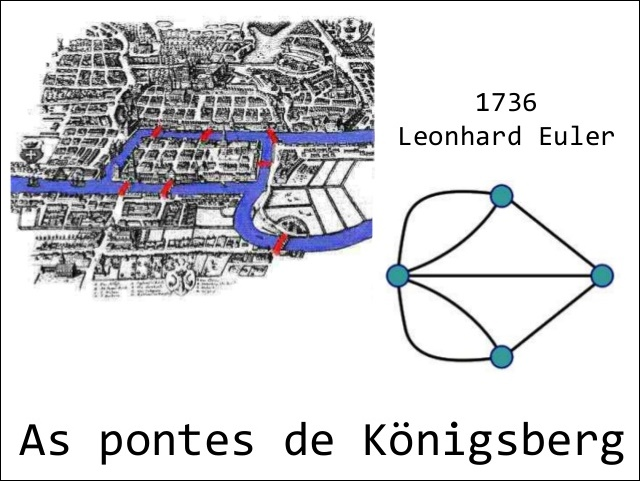 1736
Leonhard Euler
As pontes de Königsberg